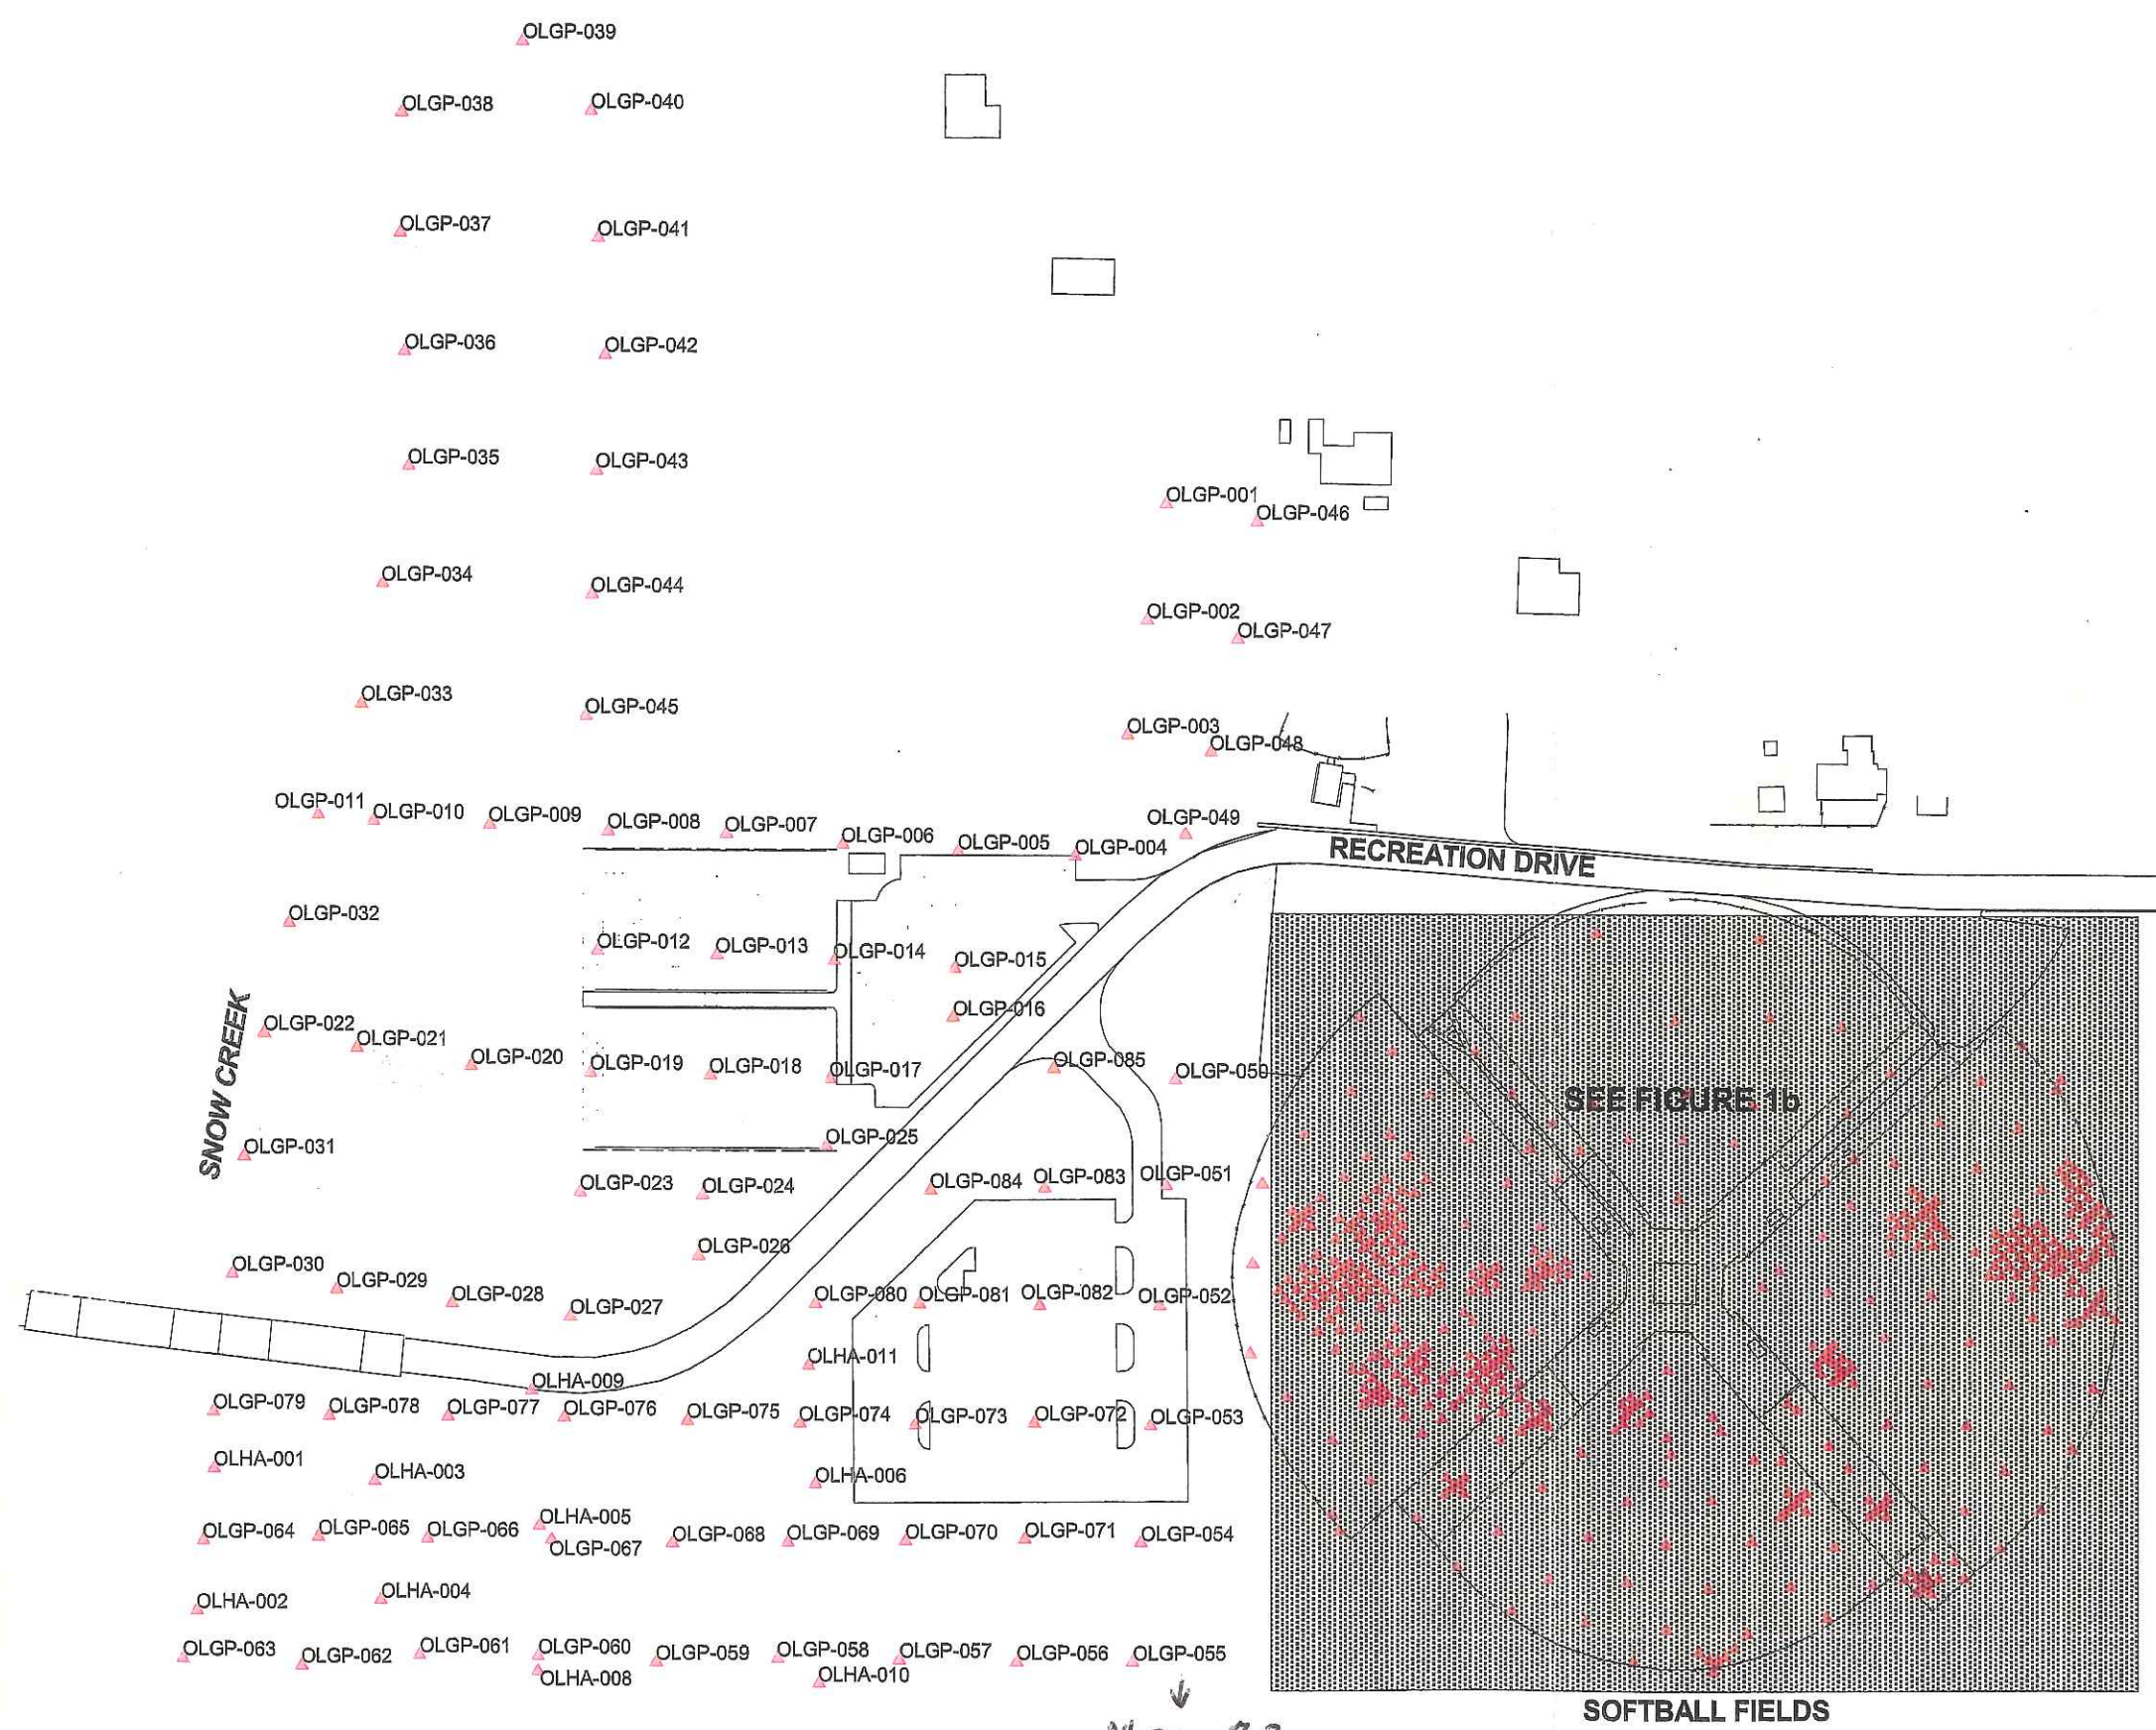 OLGP-039
OLGP-038 OLGP-040
OLGP-037 OLGP-041
OLGP-036 OLGP-042
OLGP-035 OLGP-043
OLGP-001
OLGP-046
OLGP-034 OLGP-044
OLGP-002
OLGP-047
OLGP-033 OLGP-045
OLGP-003
OLGP-048
OLGP-011 OLGP-010 OLGP-009 OLGP-008 OLGP-007 OLGP-006 OLGP-005 OLGP-004 OLGP-049
RECREATION DRIVE
OLGP-032 OLGP-012 OLGP-013 OLGP-014 OLGP-015
OLGP-016
SNOW CREEK
OLGP-022 OLGP-021 OLGP-020 OLGP-019 OLGP-018 OLGP-017 OLGP-085 OLGP-050
SEE FIGURE 1b
OLGP-031 OLGP-025
OLGP-023 OLGP-024 OLGP-084 OLGP-083 OLGP-051
OLGP-026
OLGP-030 OLGP-029 OLGP-028 OLGP-027 OLGP-080 OLGP-081 OLGP-082 OLGP-052
OLHA-011
OLHA-009
OLGP-079 OLGP-078 OLGP-077 OLGP-076 OLGP-075 OLGP-074 OLGP-073 OLGP-072 OLGP-053
OLHA-001 OLHA-003 OLHA-006
OLHA-005
OLGP-064 OLGP-065 OLGP-066 OLGP-067 OLGP-068 OLGP-069 OLGP-070 OLGP-071 OLGP-054
OLHA-002 OLHA-004
OLGP-063 OLGP-062 OLGP-061 OLGP-060 OLGP-059 OLGP-058 OLGP-057 OLGP-056 OLGP-055
OLHA-008 OLHA-010
SOFTBALL FIELDS